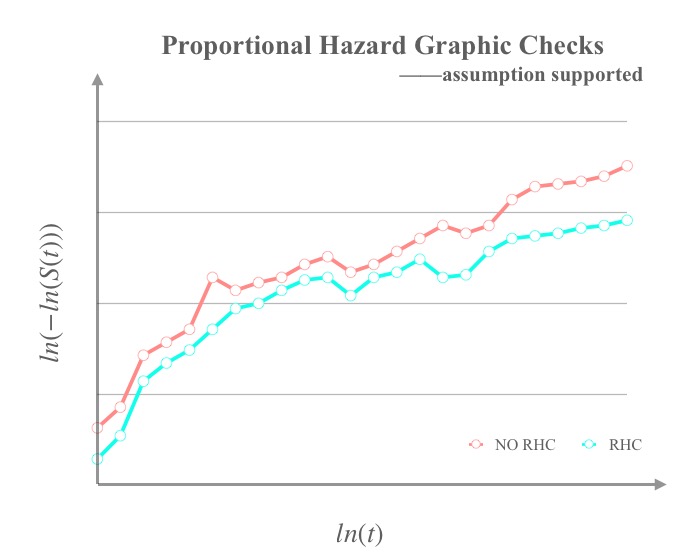 Proportional Hazard Graphic Checks
——assumption supported
ln(−ln(S(t)))
NO RHC RHC
ln(t)